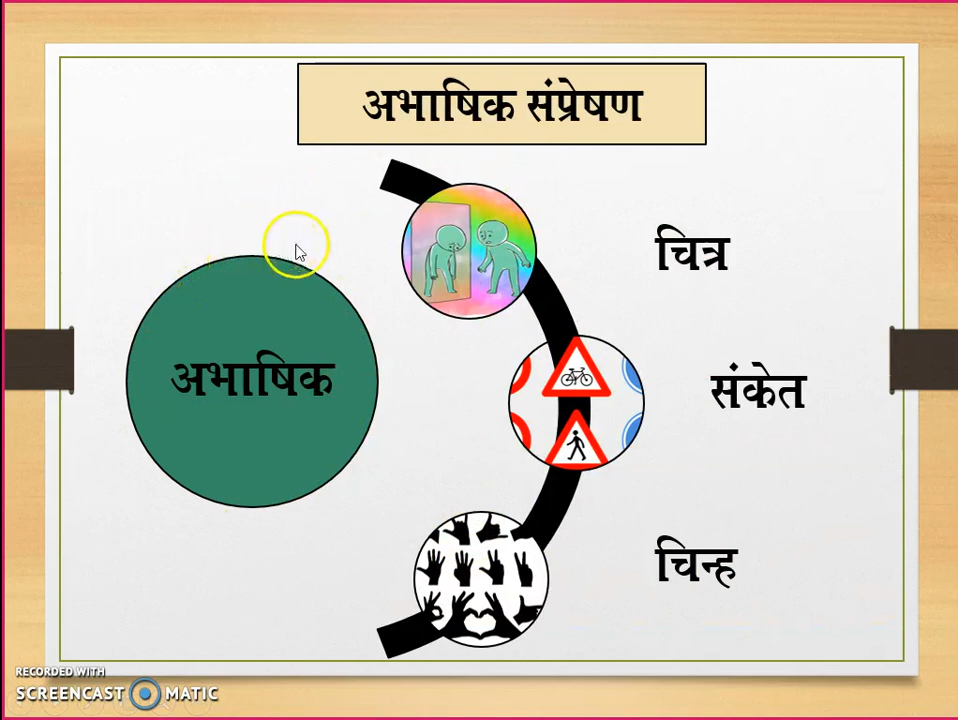 अभाषिक संप्रेषण
चित्र
अभाषिक
संकेत
चिन्ह
RECORDED WITH
SCREENCAST MATIC